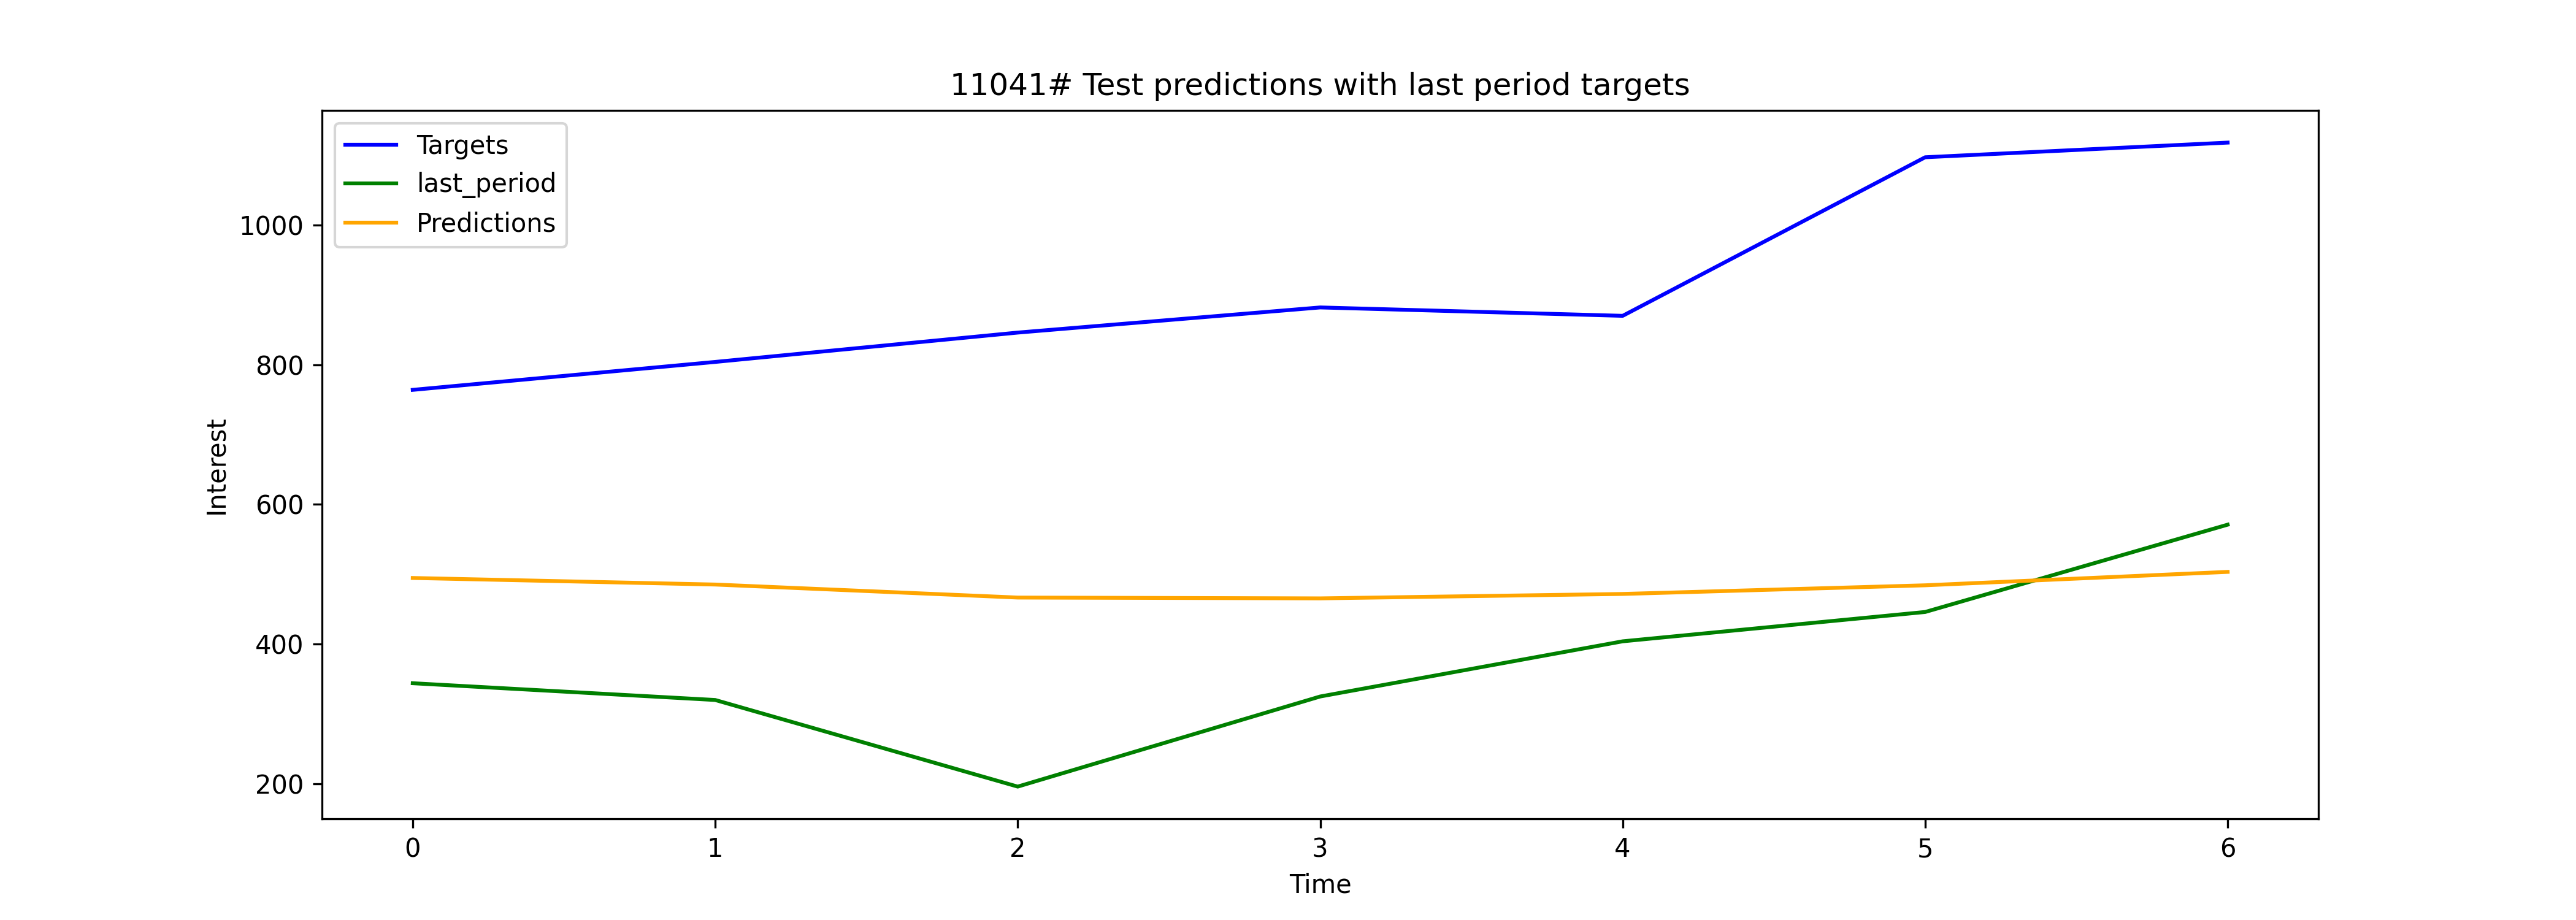 11041# Test predictions with last period targets
Targets
last_period
Predictions
1000
800
600
400
200
Interest
0 1 2 3 4 5 6
Time